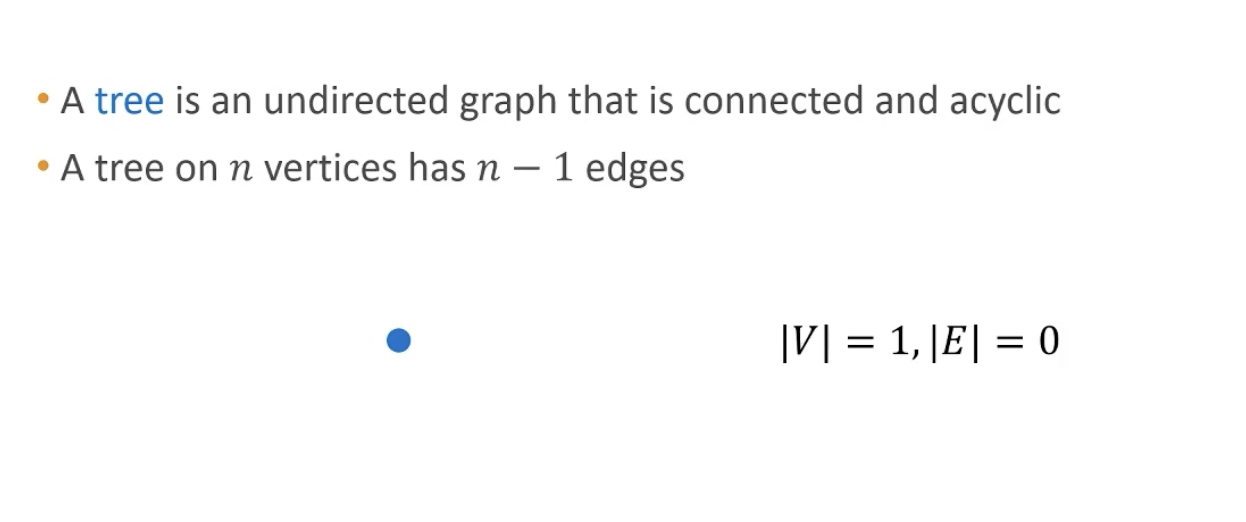 • A tree is an undirected graph that is connected and acyclic
• A tree on n vertices has n − 1 edges
|V| = 1, |E| = 0